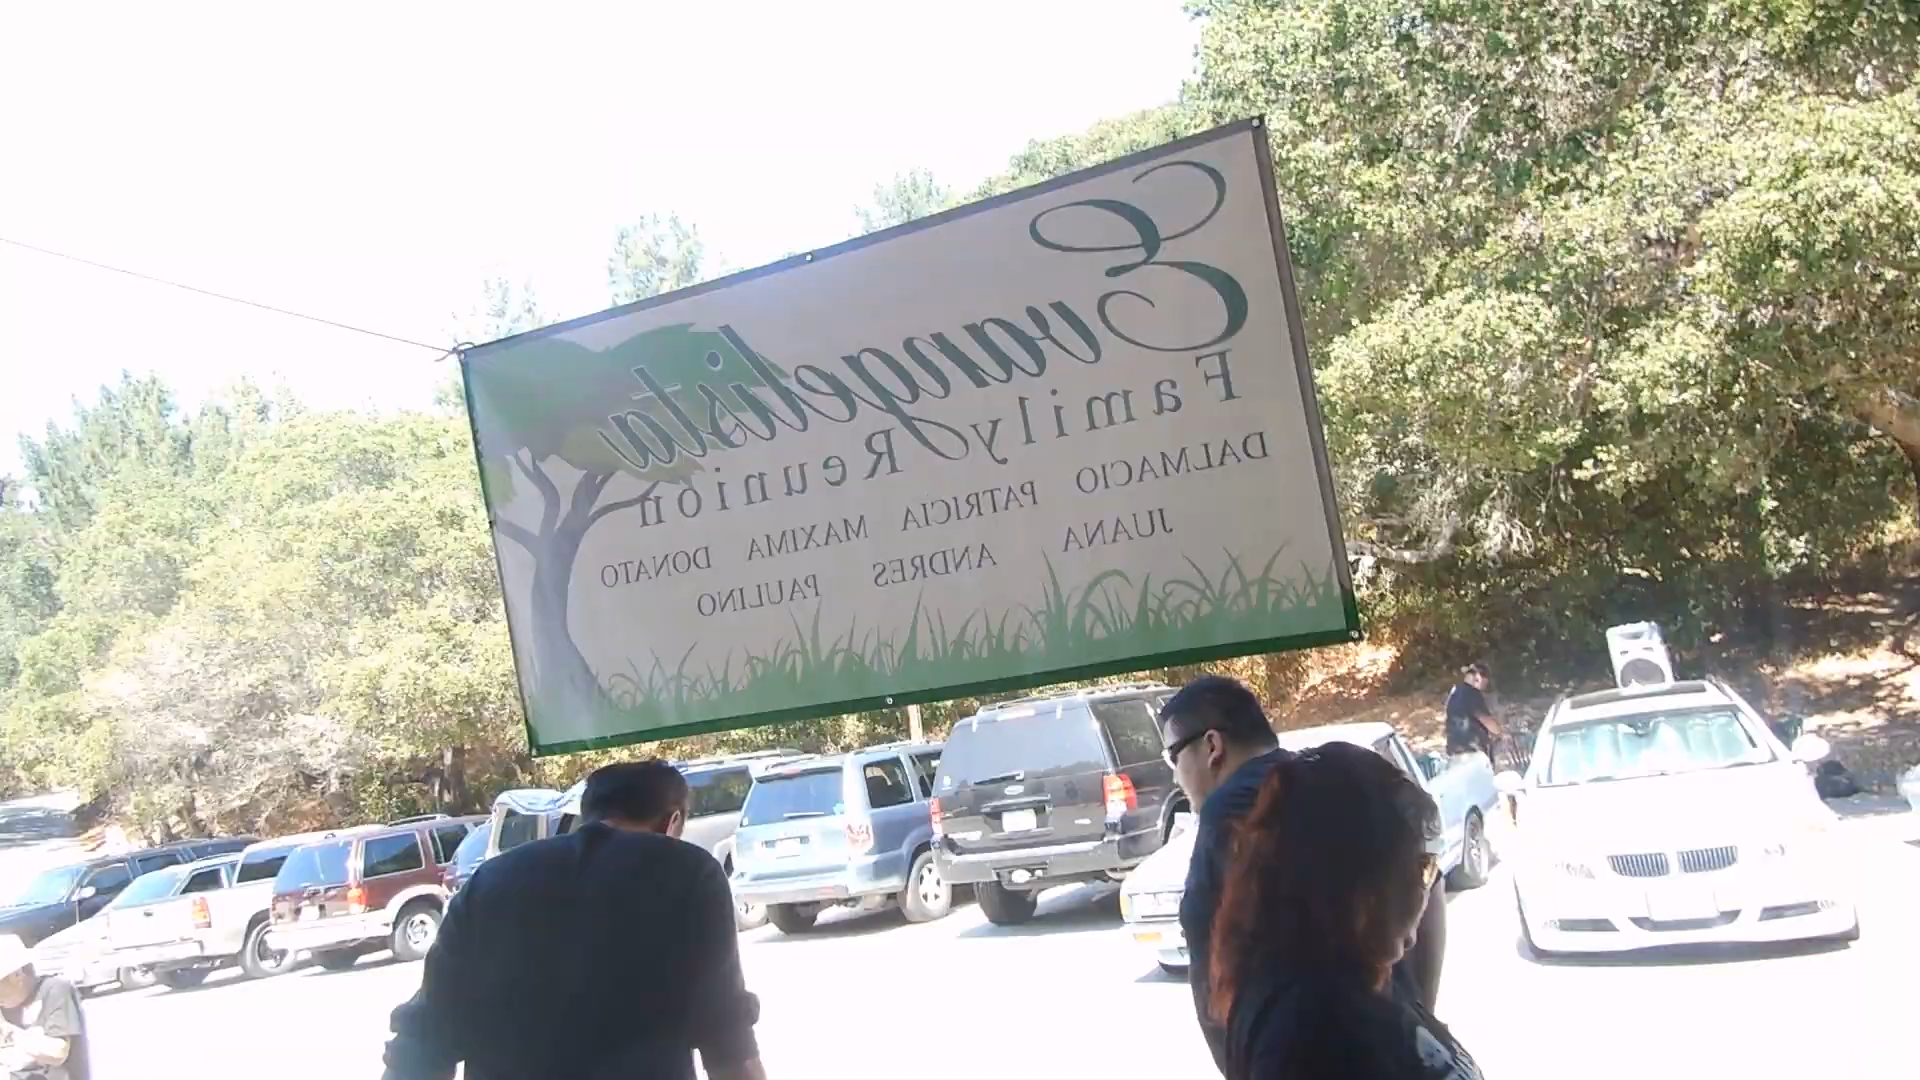 Evangelista
Family Reunion
DALMACIO PATRICIA MAXIMA DONATO
JUANA ANDRES PAULINO